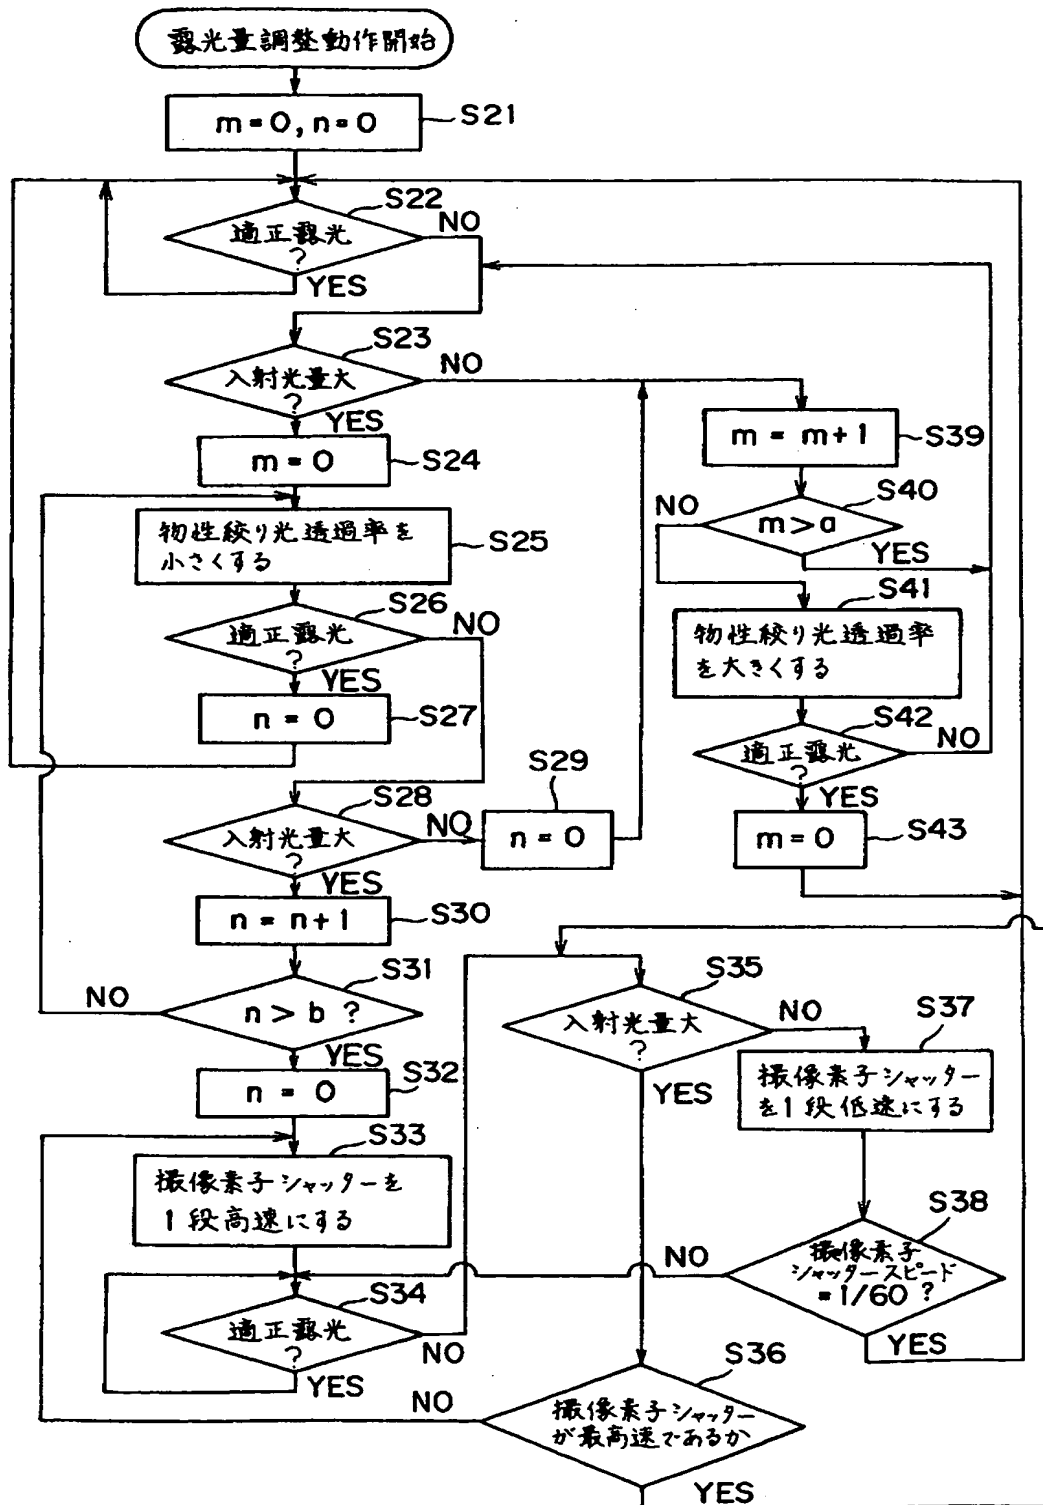 露光量調整動作開始
m=0, n=0
S21
S22
適正露光
?
NO
YES
S23
入射光量大
?
NO
YES
m=0
S24
物性絞り光透過率を
小さくする
S25
S26
適正露光
?
NO
YES
n=0
S27
S28
入射光量大
?
NO
YES
S29
n=0
n=n+1
S30
S31
n>b ?
NO
YES
n=0
S32
S33
撮像素子シャッターを
1段高速にする
S34
適正露光
?
NO
YES
S35
入射光量大
?
NO
YES
S36
撮像素子シャッター
が最高速であるか
NO
YES
S37
撮像素子シャッター
を1段低速にする
S38
撮像素子
シャッタースピード
=1/60 ?
NO
YES
m=m+1
S39
S40
m>a
NO
YES
S41
物性絞り光透過率
を大きくする
S42
適正露光
?
NO
YES
m=0
S43